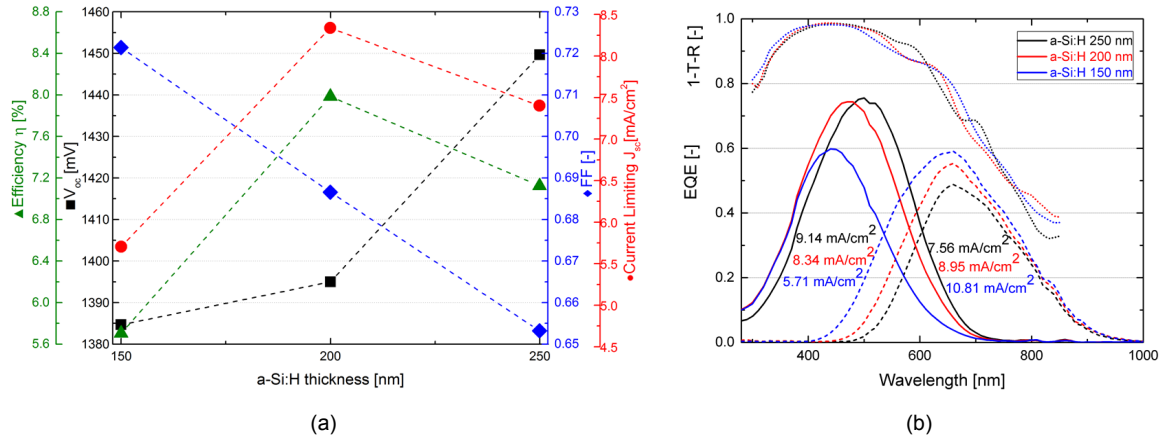 8.8
8.4
8.0
7.6
7.2
6.8
6.4
6.0
5.6
▲Efficiency η [%]
1460
1450
1440
1430
1420
1410
1400
1390
1380
■ V_oc [mV]
150
200
250
a-Si:H thickness [nm]
0.73
0.72
0.71
0.70
0.69
0.68
0.67
0.66
0.65
◆FF [-]
8.5
8.0
7.5
7.0
6.5
6.0
5.5
5.0
4.5
●Current Limiting J_sc[mA/cm²]
(a)
1-T-R [-]
EQE [-]
1.0
0.8
0.6
0.4
0.2
0.0
a-Si:H 250 nm
a-Si:H 200 nm
a-Si:H 150 nm
9.14 mA/cm²
8.34 mA/cm²
5.71 mA/cm²
7.56 mA/cm²
8.95 mA/cm²
10.81 mA/cm²
400
600
800
1000
Wavelength [nm]
(b)